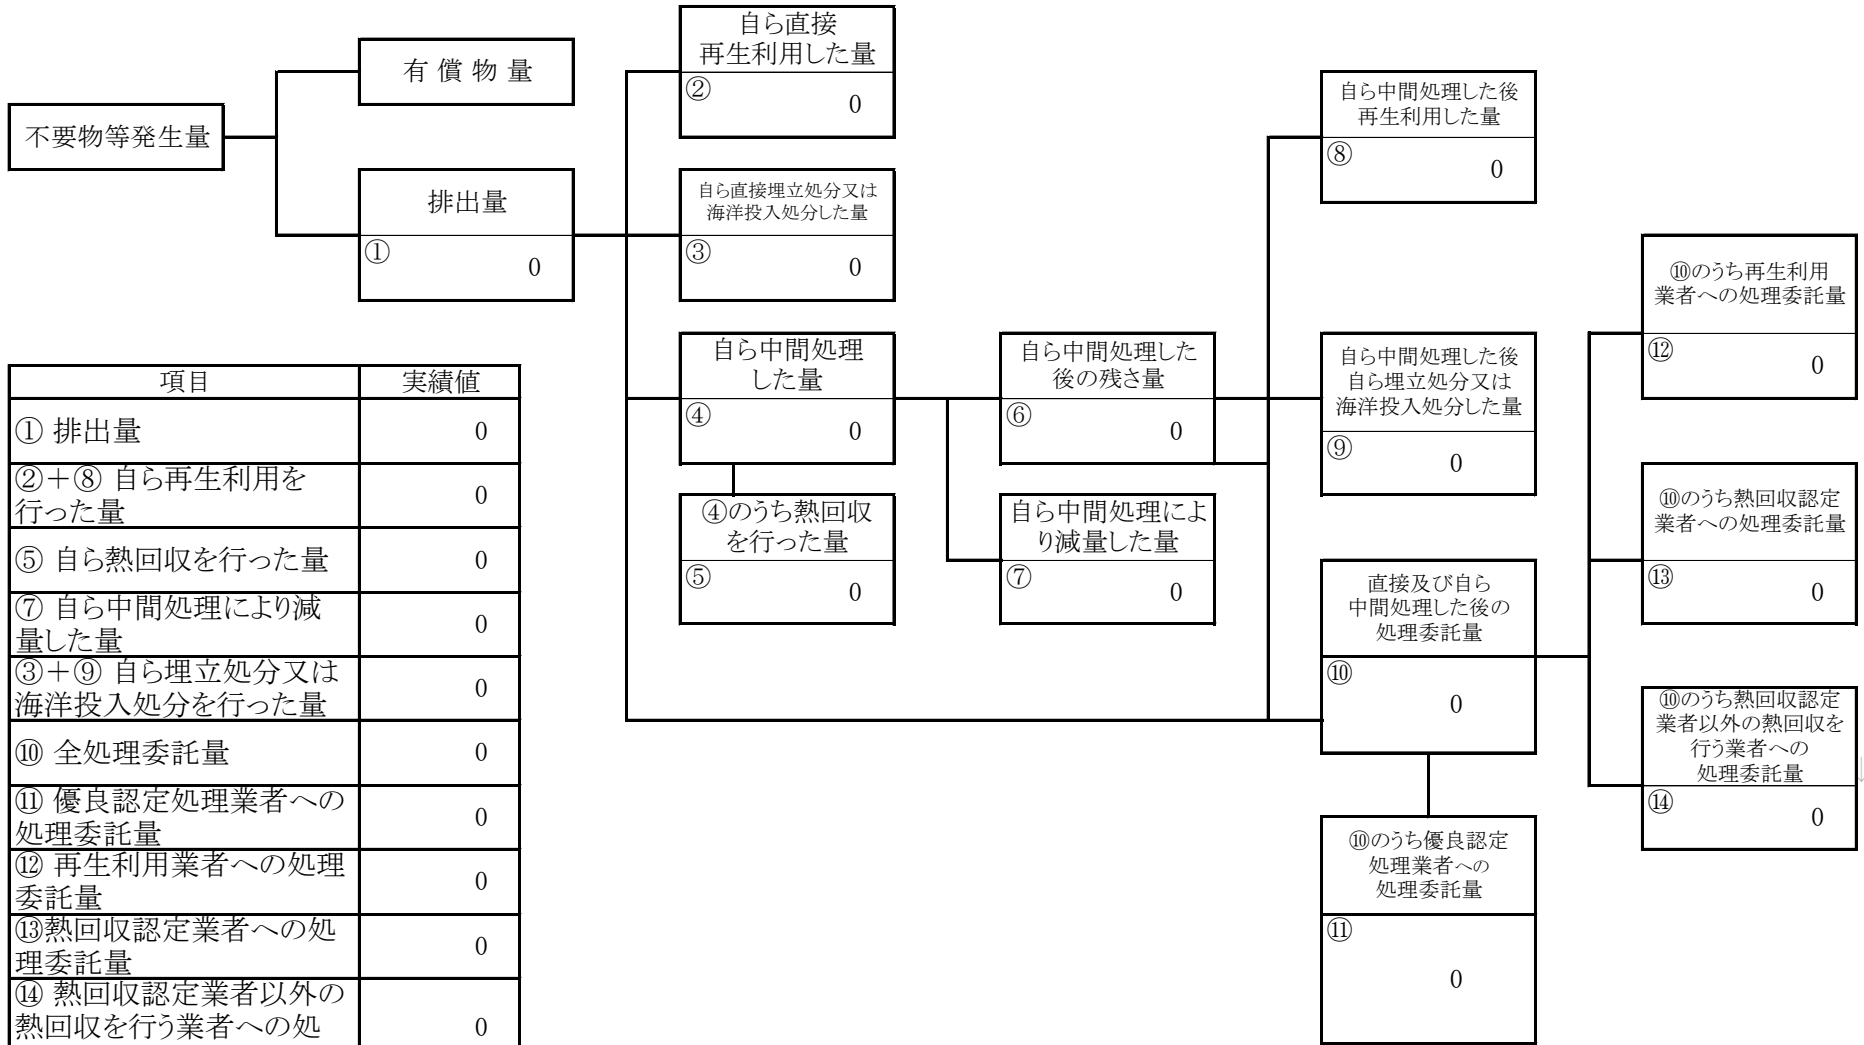 自ら直接
再生利用した量
②
0
有 償 物 量
不要物等発生量
排出量
①
0
自ら直接埋立処分又は
海洋投入処分した量
③
0
自ら中間処理した後
再生利用した量
⑧
0
自ら中間処理
した量
④
0
自ら中間処理した
後の残さ量
⑥
0
自ら中間処理した後
自ら埋立処分又は
海洋投入処分した量
⑨
0
④のうち熱回収
を行った量
⑤
0
自ら中間処理によ
り減量した量
⑦
0
直接及び自ら
中間処理した後の
処理委託量
⑩
0
⑩のうち優良認定
処理業者への
処理委託量
⑪
0
⑩のうち再生利用
業者への処理委託量
⑫
0
⑩のうち熱回収認定
業者への処理委託量
⑬
0
⑩のうち熱回収認定
業者以外の熱回収を
行う業者への
処理委託量
⑭
0
↓
項目 実績値
① 排出量 0
②+⑧ 自ら再生利用を
行った量 0
⑤ 自ら熱回収を行った量 0
⑦ 自ら中間処理により減
量した量 0
③+⑨ 自ら埋立処分又は
海洋投入処分を行った量 0
⑩ 全処理委託量 0
⑪ 優良認定処理業者への
処理委託量 0
⑫ 再生利用業者への処理
委託量 0
⑬熱回収認定業者への処
理委託量 0
⑭ 熱回収認定業者以外の
熱回収を行う業者への処 0